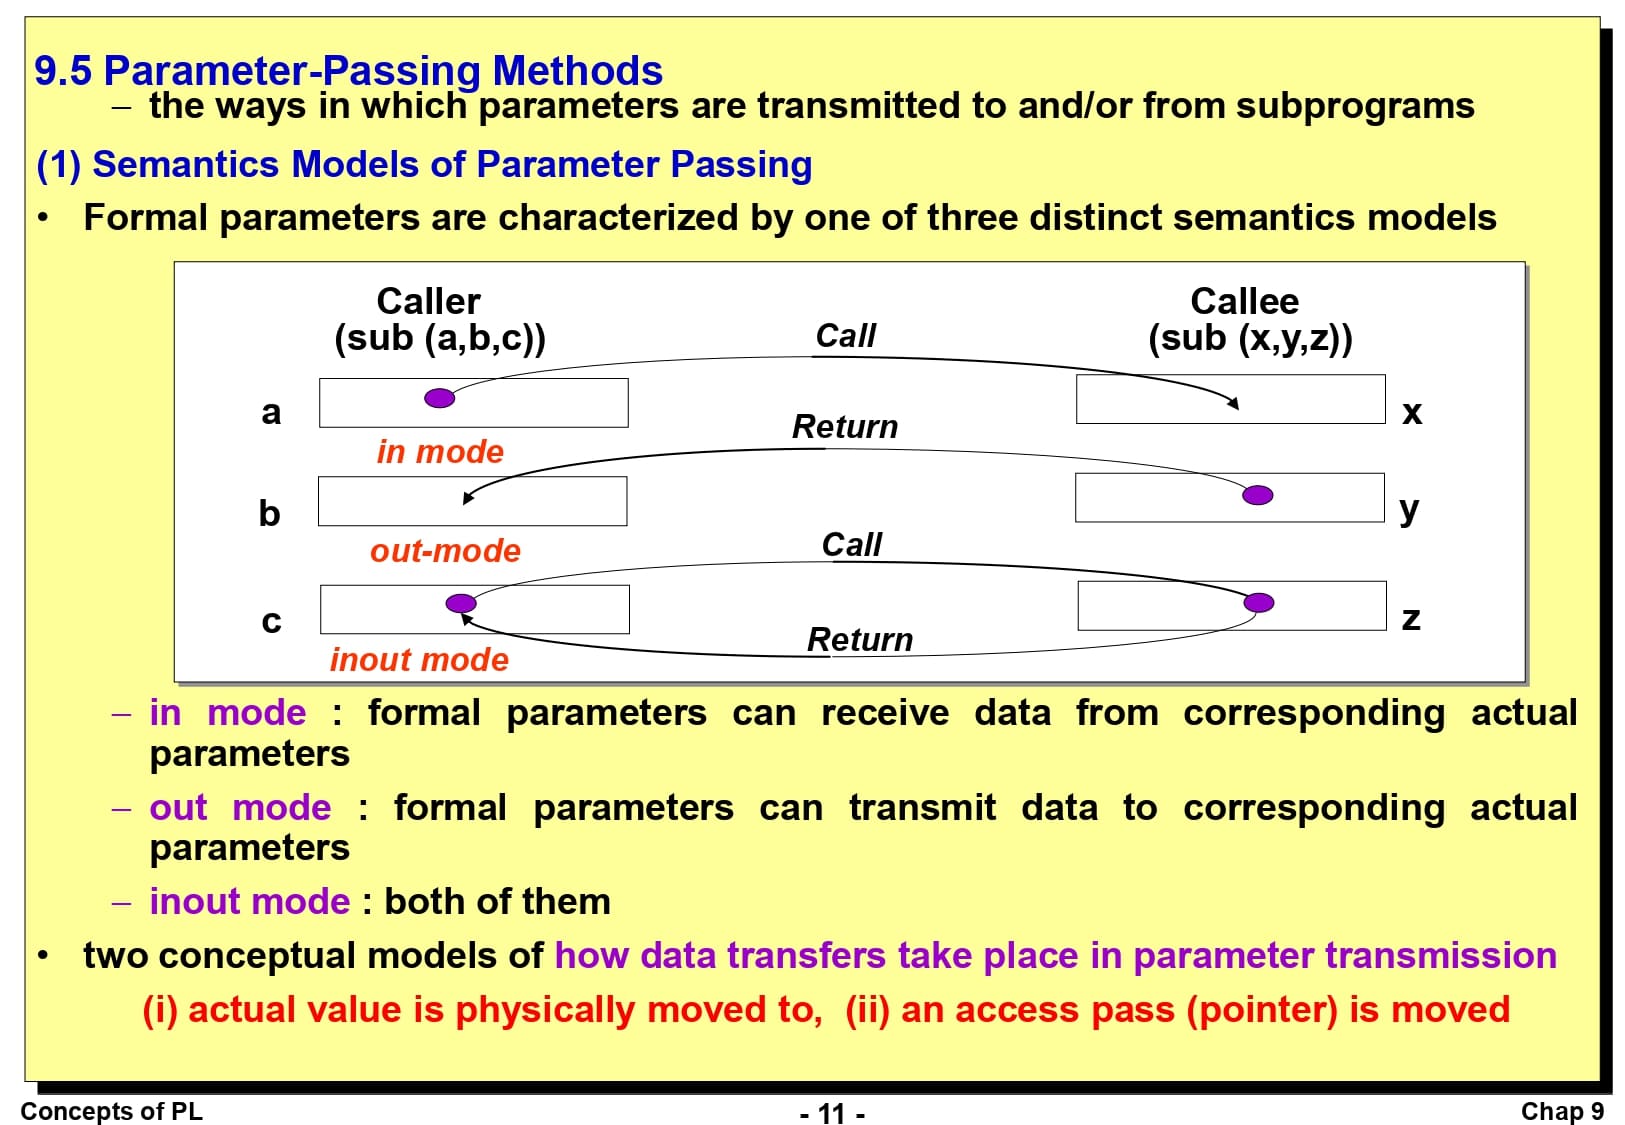 9.5 Parameter-Passing Methods
– the ways in which parameters are transmitted to and/or from subprograms
(1) Semantics Models of Parameter Passing
• Formal parameters are characterized by one of three distinct semantics models
Caller
(sub (a,b,c))
Callee
(sub (x,y,z))
Call
a
x
in mode
Return
b
y
out-mode
Call
c
z
inout mode
Return
– in mode : formal parameters can receive data from corresponding actual
parameters
– out mode : formal parameters can transmit data to corresponding actual
parameters
– inout mode : both of them
• two conceptual models of how data transfers take place in parameter transmission
(i) actual value is physically moved to, (ii) an access pass (pointer) is moved
Concepts of PL
- 11 -
Chap 9